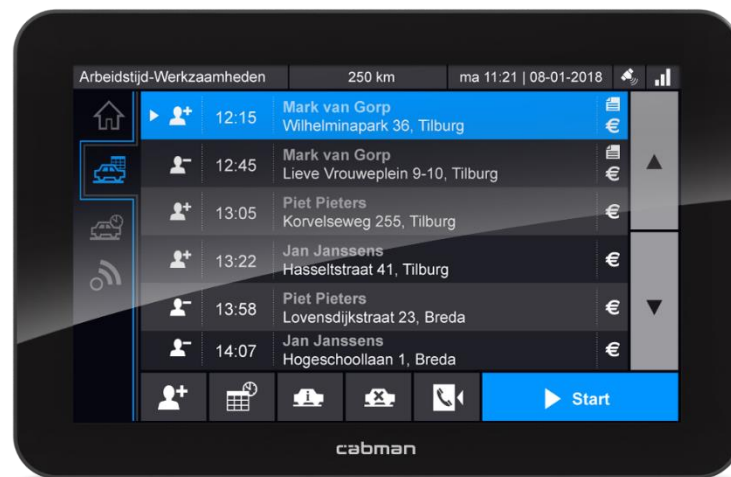 Arbeidstijd-Werkzaamheden 250 km ma 11:21 | 08-01-2018
12:15 Mark van Gorp
Wilhelminapark 36, Tilburg €
12:45 Mark van Gorp
Lieve Vrouweplein 9-10, Tilburg €
13:05 Piet Pieters
Korvelseweg 255, Tilburg €
13:22 Jan Janssens
Hasseltstraat 41, Tilburg €
13:58 Piet Pieters
Lovensdijkstraat 23, Breda €
14:07 Jan Janssens
Hogeschoollaan 1, Breda €
Start
cabman